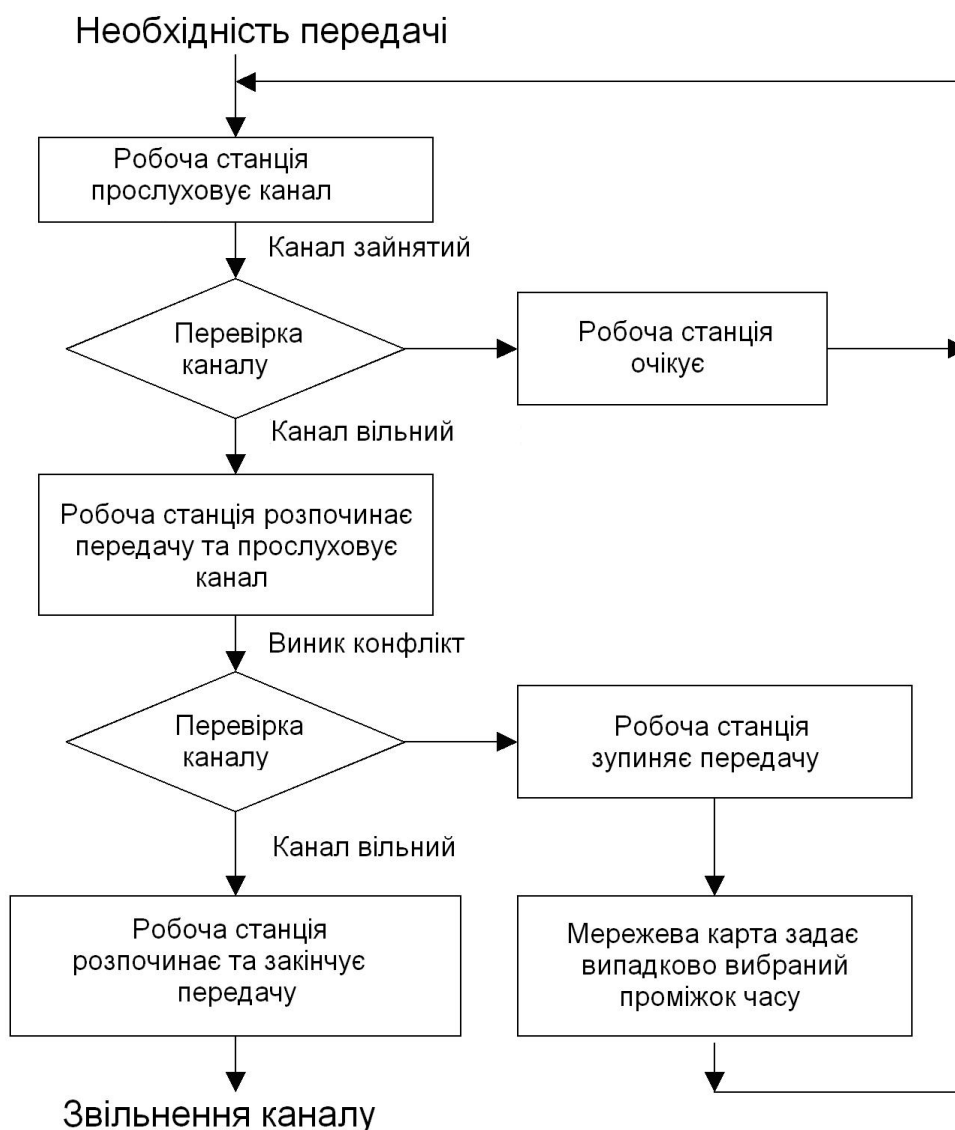 Необхідність передачі
Робоча станція
прослуховує канал
Канал зайнятий
Перевірка
каналу
Робоча станція
очікує
Канал вільний
Робоча станція розпочинає
передачу та прослуховує
канал
Виник конфлікт
Перевірка
каналу
Робоча станція
зупиняє передачу
Канал вільний
Робоча станція
розпочинає та закінчує
передачу
Мережева карта задає
випадково вибраний
проміжок часу
Звільнення каналу